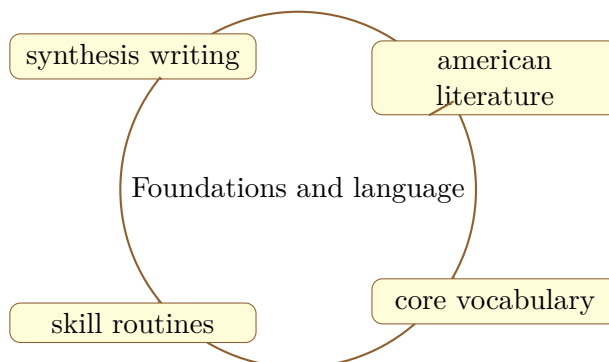 synthesis writing
american
literature
Foundations and language
skill routines
core vocabulary